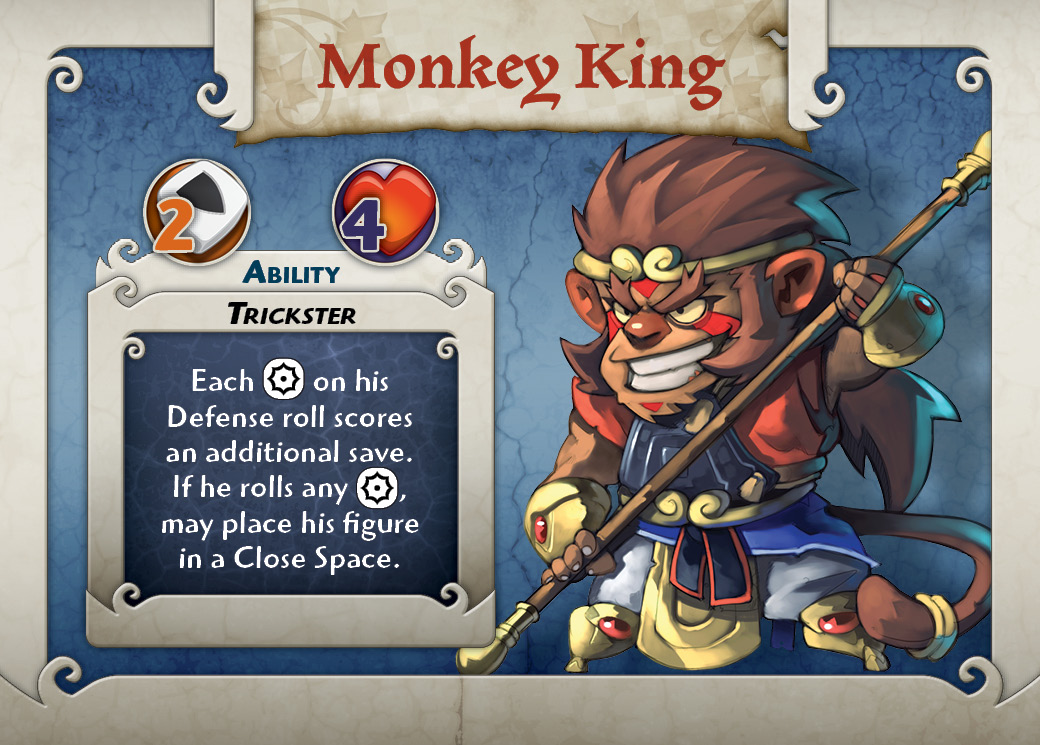 Monkey King
2
4
Ability
Trickster
Each on his
Defense roll scores
an additional save.
If he rolls any ,
may place his figure
in a Close Space.